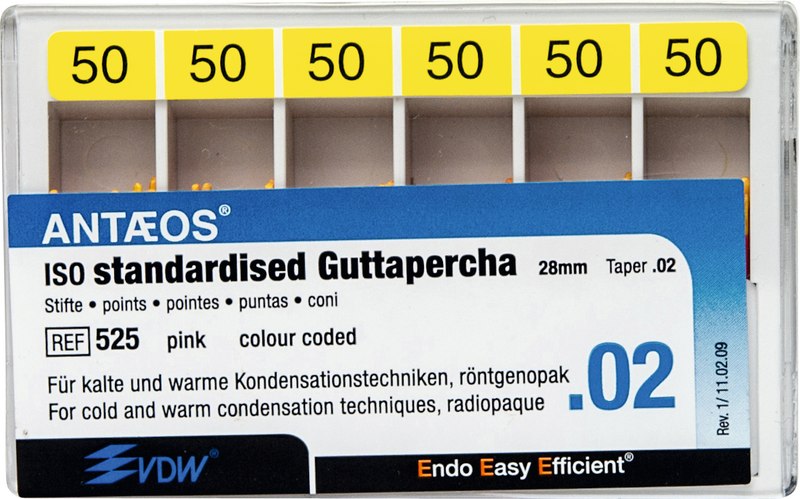 50 50 50 50 50 50
ANTÆOS®
ISO standardised Guttapercha 28mm Taper .02
Stifte • points • pointes • puntas • coni
REF 525 pink colour coded
Für kalte und warme Kondensationstechniken, röntgenopak
For cold and warm condensation techniques, radiopaque
.02
Rev. 1/ 11.02.09
VDW®
Endo Easy Efficient®